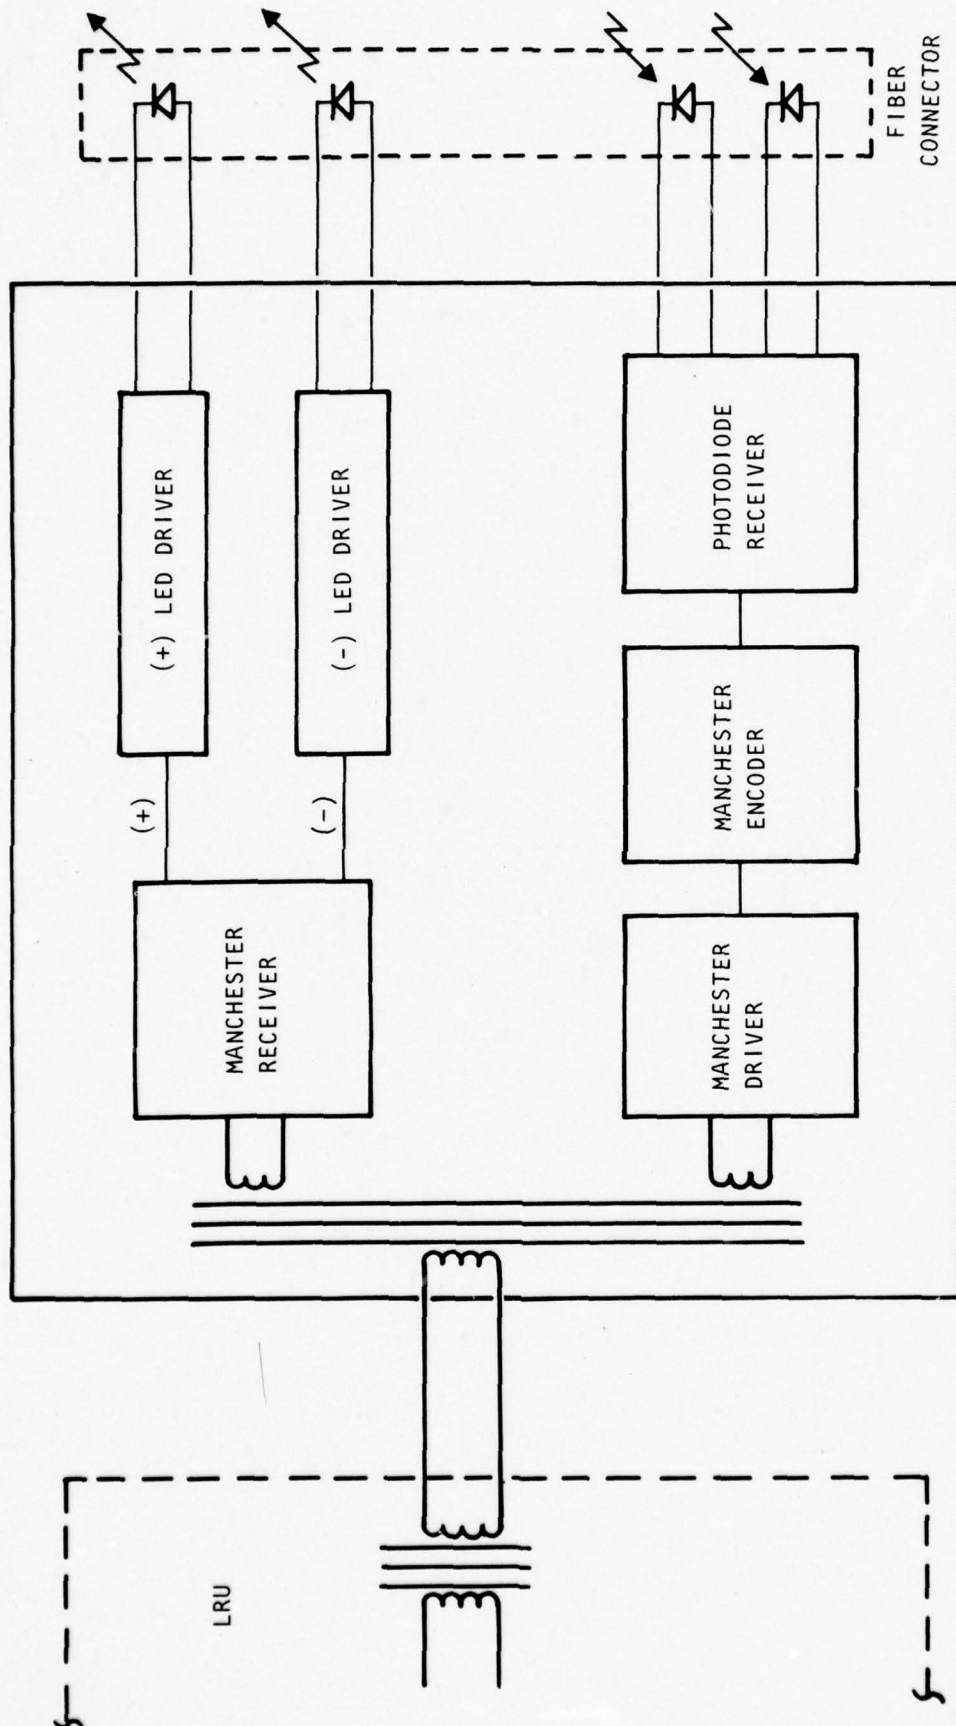 LRU
MANCHESTER
RECEIVER
(+)
(-)
(+) LED DRIVER
(-) LED DRIVER
MANCHESTER
DRIVER
MANCHESTER
ENCODER
PHOTODIODE
RECEIVER
FIBER
CONNECTOR